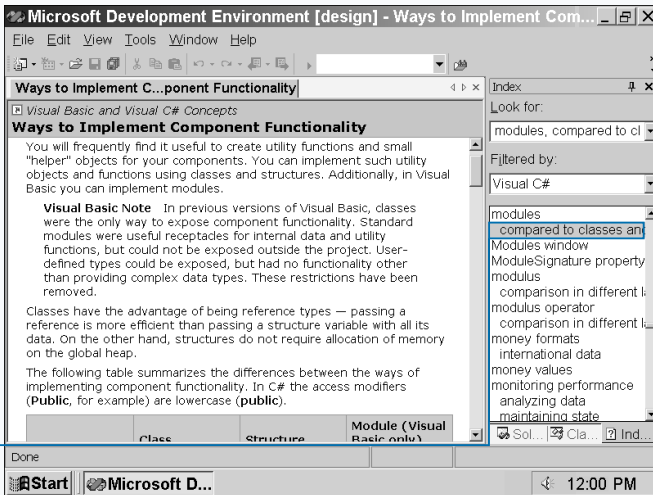 Microsoft Development Environment [design] - Ways to Implement Com...
File Edit View Tools Window Help
Ways to Implement C...ponent Functionality
Visual Basic and Visual C# Concepts
Ways to Implement Component Functionality
You will frequently find it useful to create utility functions and small
"helper" objects for your components. You can implement such utility
objects and functions using classes and structures. Additionally, in Visual
Basic you can implement modules.
Visual Basic Note In previous versions of Visual Basic, classes
were the only way to expose component functionality. Standard
modules were useful receptacles for internal data and utility
functions, but could not be exposed outside the project. User-
defined types could be exposed, but had no functionality other
than providing complex data types. These restrictions have been
removed.
Classes have the advantage of being reference types — passing a
reference is more efficient than passing a structure variable with all its
data. On the other hand, structures do not require allocation of memory
on the global heap.
The following table summarizes the differences between the ways of
implementing component functionality. In C# the access modifiers
(Public, for example) are lowercase (public).
Module (Visual
Class Structure Basic only)
Index
Look for:
modules, compared to cl
Filtered by:
Visual C#
modules
compared to classes and
Modules window
ModuleSignature property
modulus
comparison in different la
modulus operator
comparison in different la
money formats
international data
money values
monitoring performance
analyzing data
maintaining state
Sol... Cla... Ind...
Done
Start Microsoft D... 12:00 PM